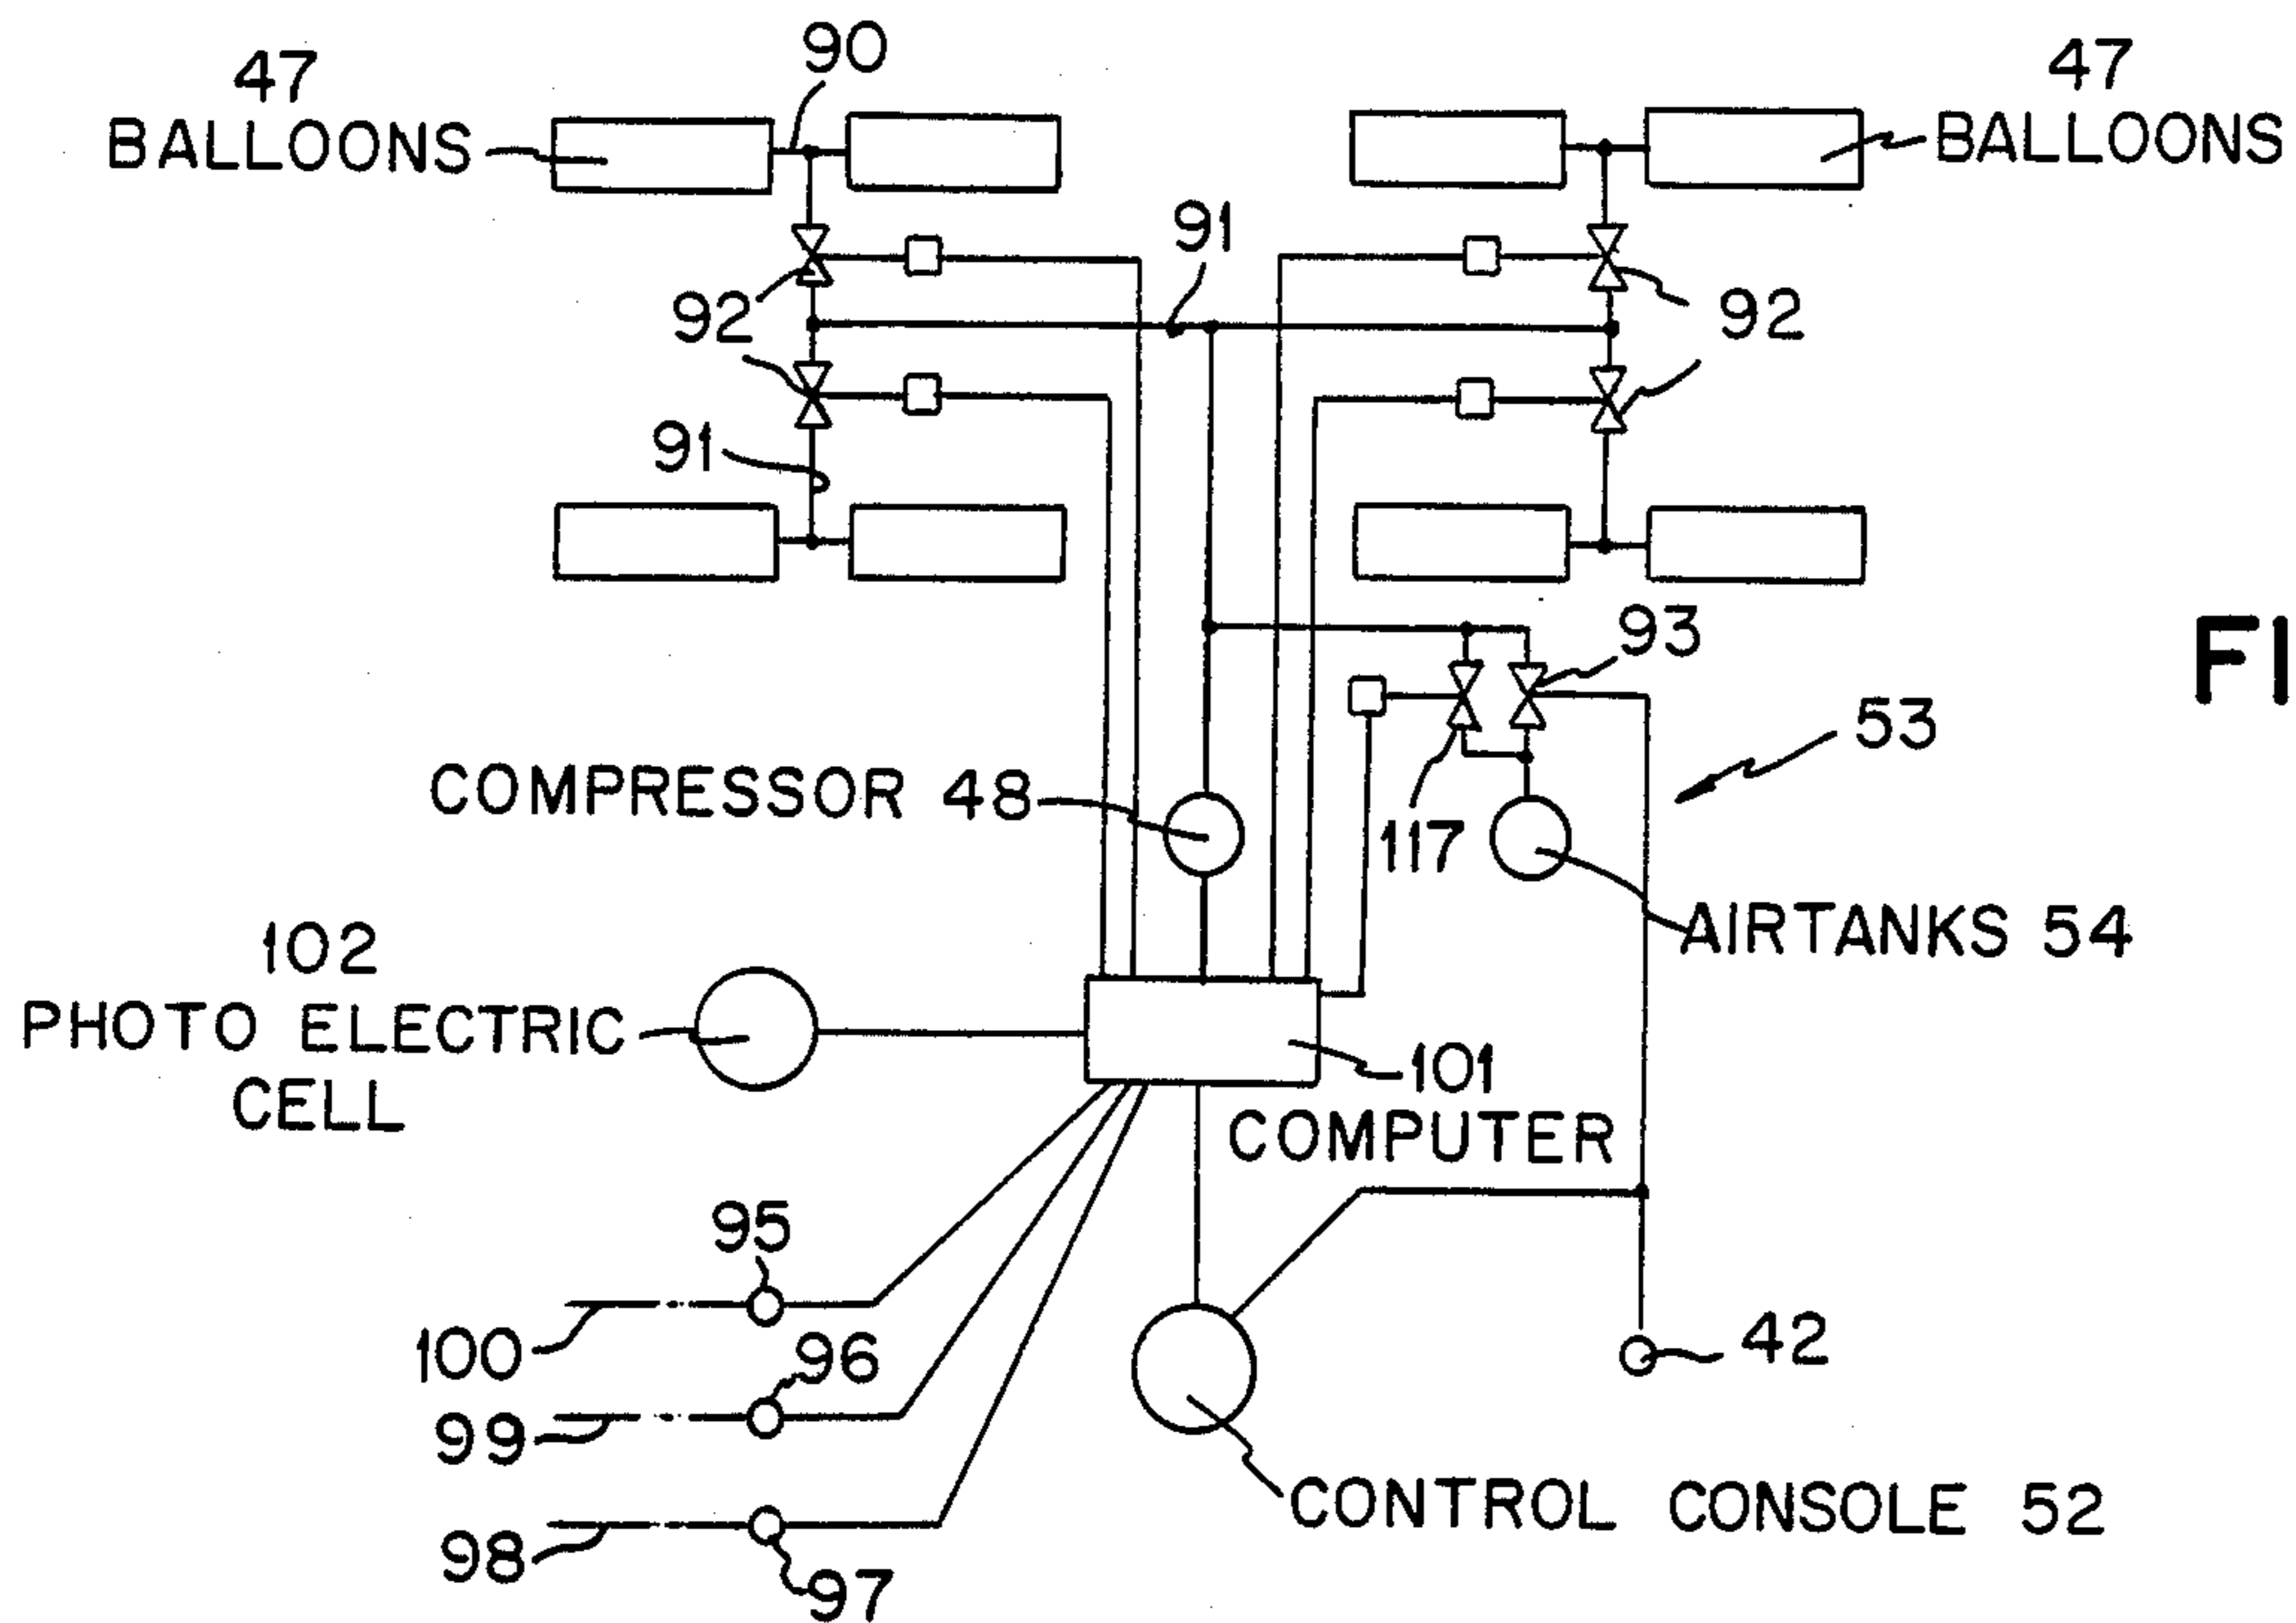 47
BALLOONS
90
47
BALLOONS
91
92
92
91
93
FI
53
COMPRESSOR 48
117
AIRTANKS 54
102
PHOTO ELECTRIC
CELL
101
COMPUTER
95
100
96
42
99
CONTROL CONSOLE 52
98
97